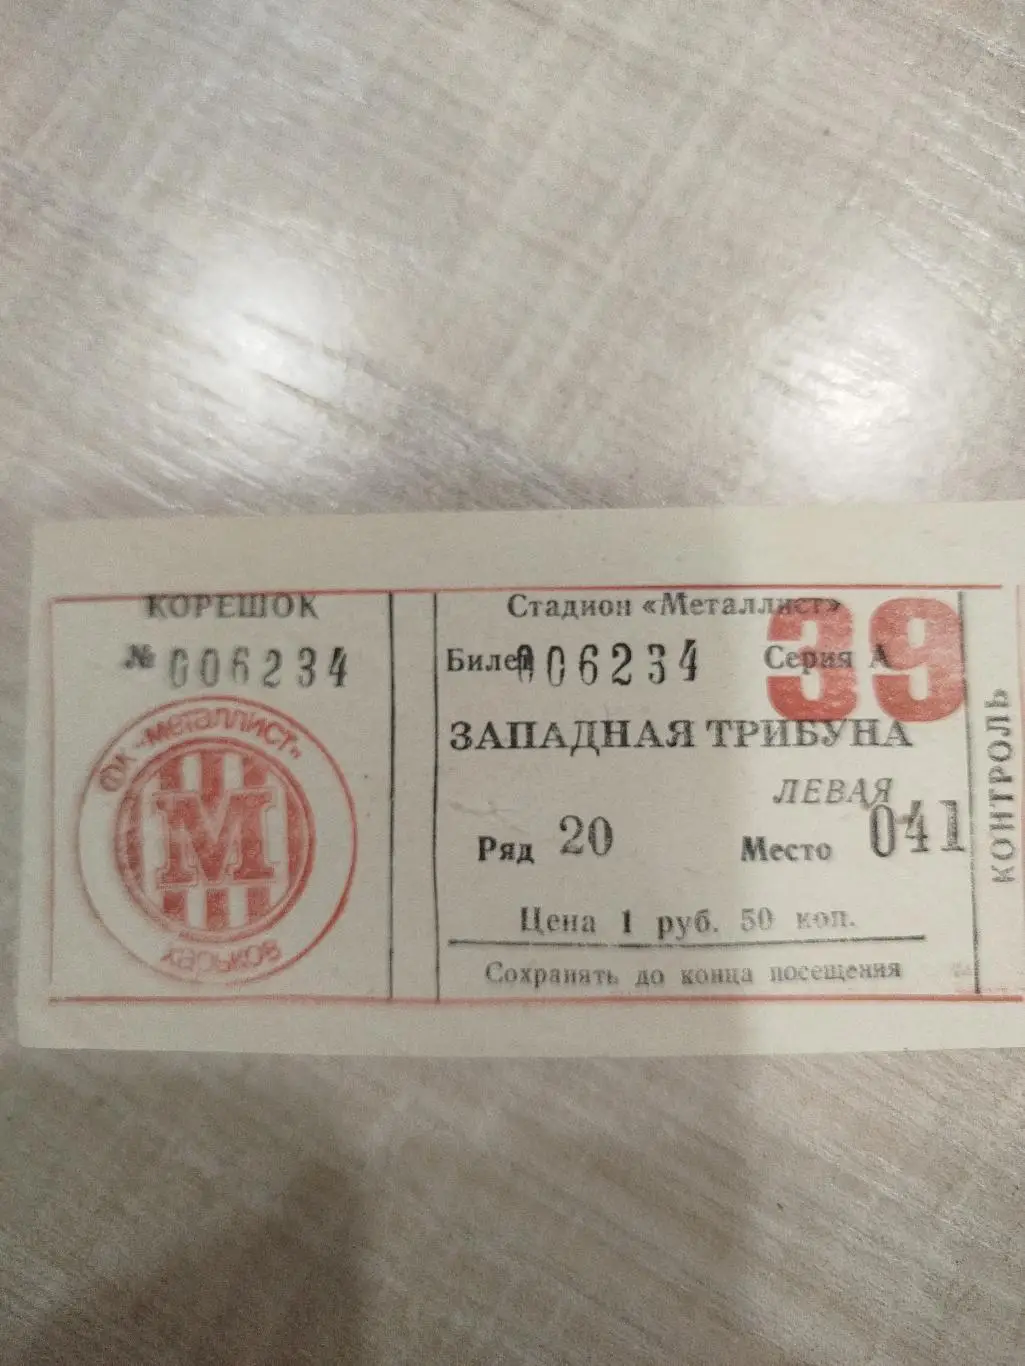 КОРЕШОК
№ 006234
ФК «Металлист»
М
Харьков
Стадион «Металлист»
39
Билет 006234 Серия А
ЗАПАДНАЯ ТРИБУНА
ЛЕВАЯ
Ряд 20 Место 041
Цена 1 руб. 50 коп.
Сохранять до конца посещения
КОНТРОЛЬ